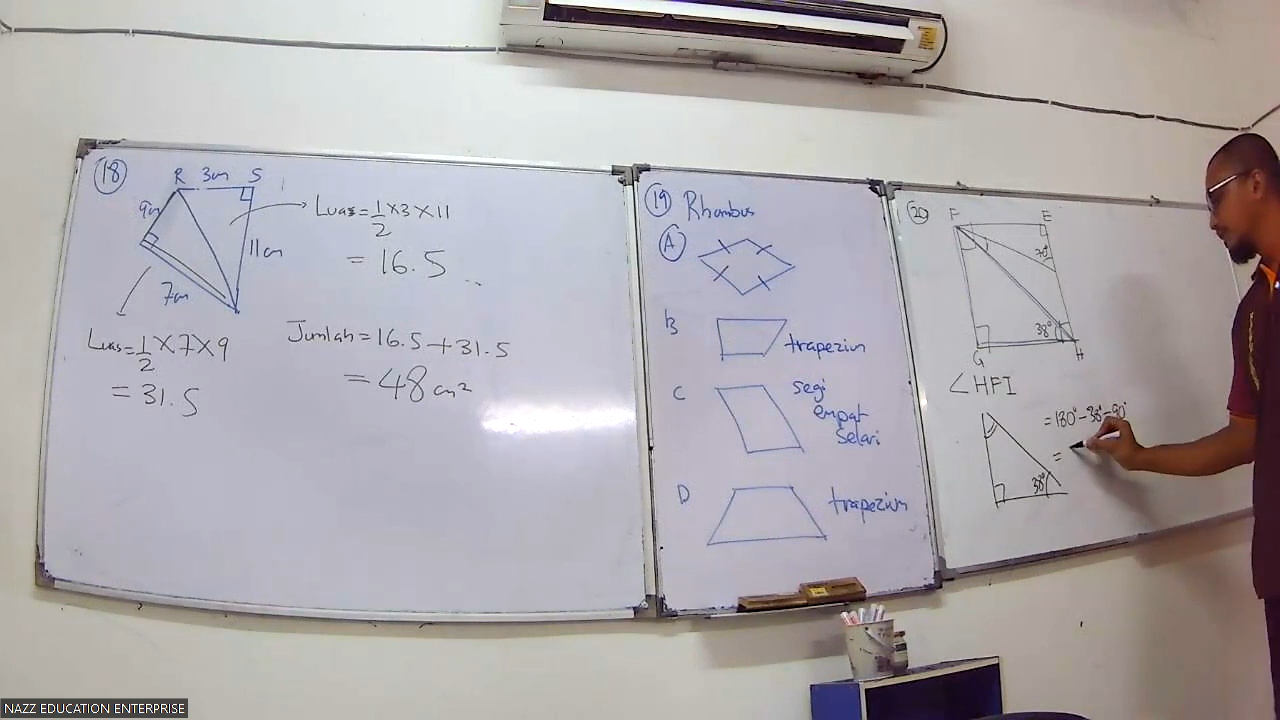 18
R 3cm S
9cm
11cm
7cm
Luas = 1/2 × 3 × 11
= 16.5
Luas = 1/2 × 7 × 9
= 31.5
Jumlah = 16.5 + 31.5
= 48 cm²
19 Rhombus
A
B trapezium
C segi
empat
selari
D trapezium
20
F E
70°
38°
G H
∠HFI
= 180° - 38° - 90°
=
38°
NAZZ EDUCATION ENTERPRISE